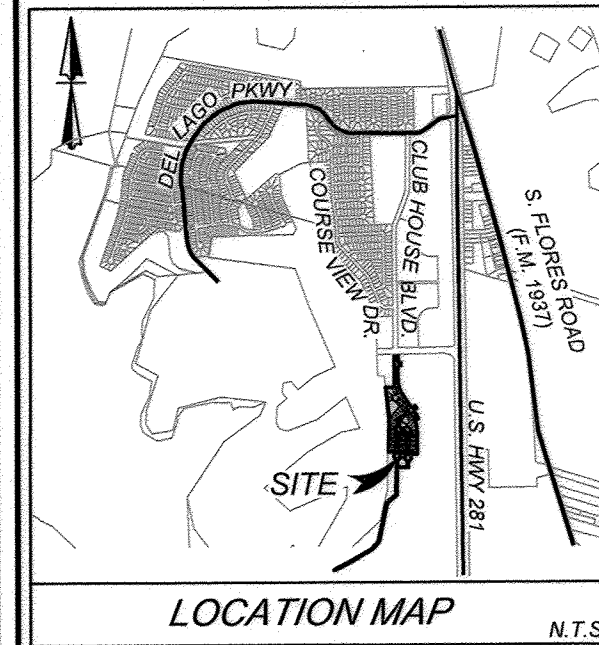 DEL LAGO PKWY
COURSE VIEW DR.
CLUB HOUSE BLVD.
S. FLORES ROAD
(F.M. 1937)
U.S. HWY 281
SITE
LOCATION MAP
N.T.S